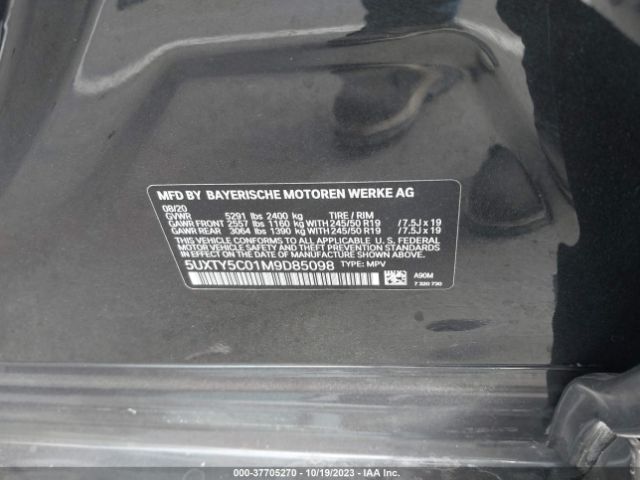 MFD BY BAYERISCHE MOTOREN WERKE AG
08/20
GVWR 5291 lbs 2400 kg TIRE / RIM
GAWR FRONT 2557 lbs 1160 kg WITH 245/50 R19 /7.5J x 19
GAWR REAR 3064 lbs 1390 kg WITH 245/50 R19 /7.5J x 19
THIS VEHICLE CONFORMS TO ALL APPLICABLE U. S. FEDERAL
MOTOR VEHICLE SAFETY AND THEFT PREVENTION STANDARDS
IN EFFECT ON THE DATE OF MANUFACTURE SHOWN ABOVE.
5UXTY5C01M9D85098 TYPE: MPV
A90M
7 320 730
000-37705270 - 10/19/2023 - IAA Inc.